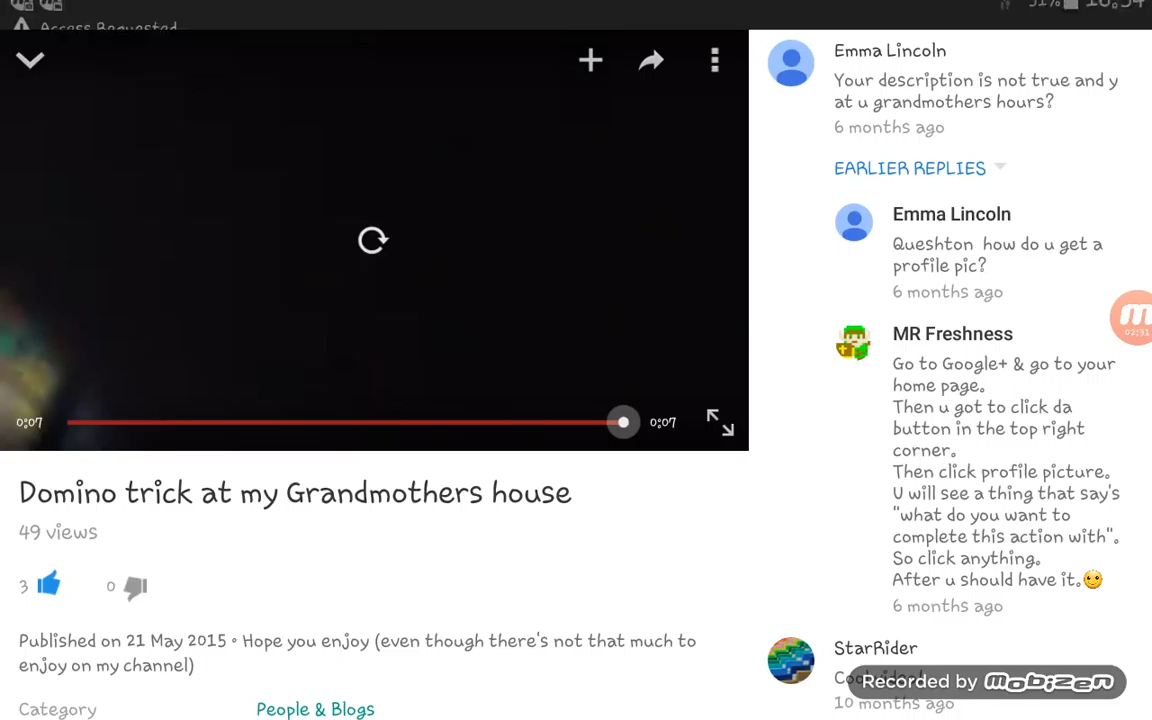 Access Requested
Emma Lincoln
Your description is not true and y
at u grandmothers hours?
6 months ago
EARLIER REPLIES
Emma Lincoln
Queshton how do u get a
profile pic?
6 months ago
MR Freshness
Go to Google+ & go to your
home page.
Then u got to click da
button in the top right
corner.
Then click profile picture.
U will see a thing that say's
"what do you want to
complete this action with".
So click anything.
After u should have it.
6 months ago
StarRider
10 months ago
02:31
0:07
0:07
Domino trick at my Grandmothers house
49 views
3
0
Published on 21 May 2015 • Hope you enjoy (even though there's not that much to
enjoy on my channel)
Category
People & Blogs
Recorded by mobizen